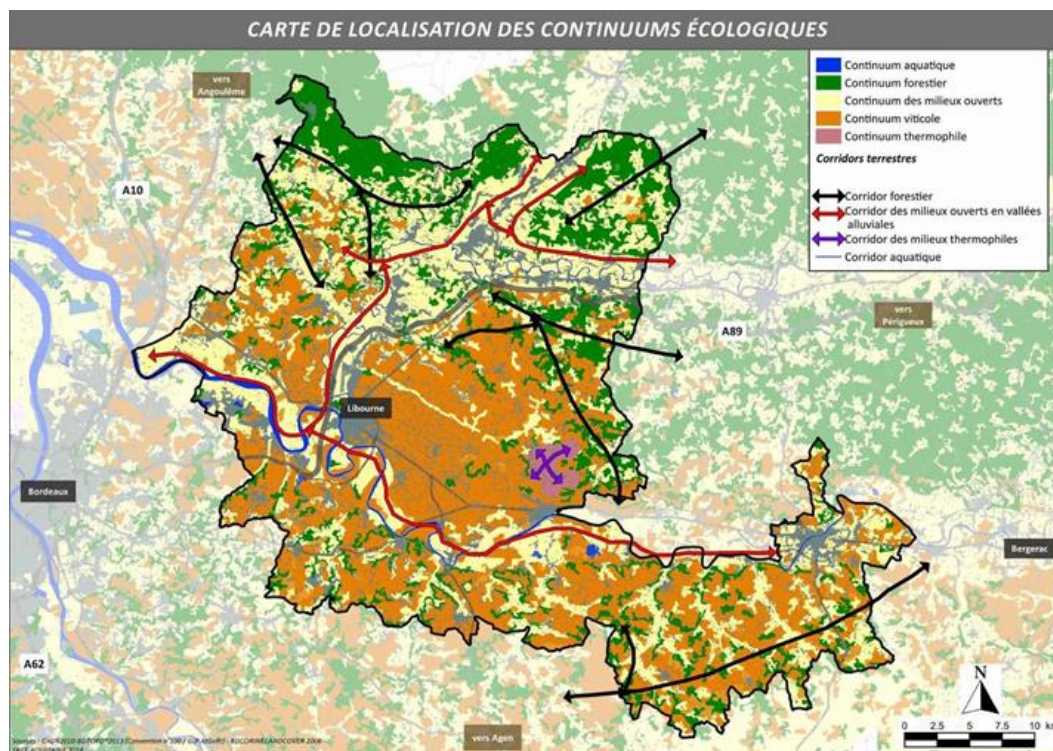 CARTE DE LOCALISATION DES CONTINUUMS ÉCOLOGIQUES
vers
Angoulême
Continuum aquatique
Continuum forestier
Continuum des milieux ouverts
Continuum viticole
Continuum thermophile
Corridors terrestres
Corridor forestier
Corridor des milieux ouverts en vallées
alluviales
Corridor des milieux thermophiles
Corridor aquatique
A10
vers
Périgueux
A89
Libourne
Bordeaux
Bergerac
A62
vers Agen
N
0 2.5 5 7.5 10 km